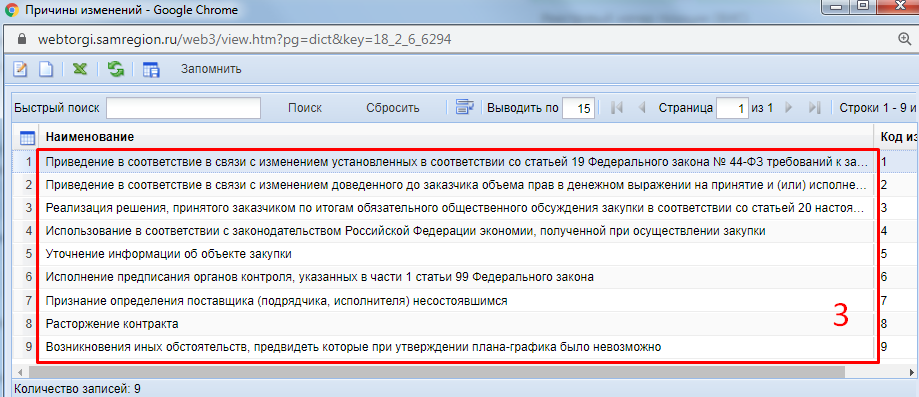 Причины изменений - Google Chrome
webtorgi.samregion.ru/web3/view.htm?pg=dict&key=18_2_6_6294
Запомнить
Быстрый поиск Поиск Сбросить Выводить по 15 Страница 1 из 1 Строки 1 - 9 и
Наименование Код из
1 Приведение в соответствие в связи с изменением установленных в соответствии со статьей 19 Федерального закона № 44-ФЗ требований к за... 1
2 Приведение в соответствие в связи с изменением доведенного до заказчика объема прав в денежном выражении на принятие и (или) исполне... 2
3 Реализация решения, принятого заказчиком по итогам обязательного общественного обсуждения закупки в соответствии со статьей 20 настоя... 3
4 Использование в соответствии с законодательством Российской Федерации экономии, полученной при осуществлении закупки 4
5 Уточнение информации об объекте закупки 5
6 Исполнение предписания органов контроля, указанных в части 1 статьи 99 Федерального закона 6
7 Признание определения поставщика (подрядчика, исполнителя) несостоявшимся 7
3
8 Расторжение контракта 8
9 Возникновения иных обстоятельств, предвидеть которые при утверждении плана-графика было невозможно 9
Количество записей: 9